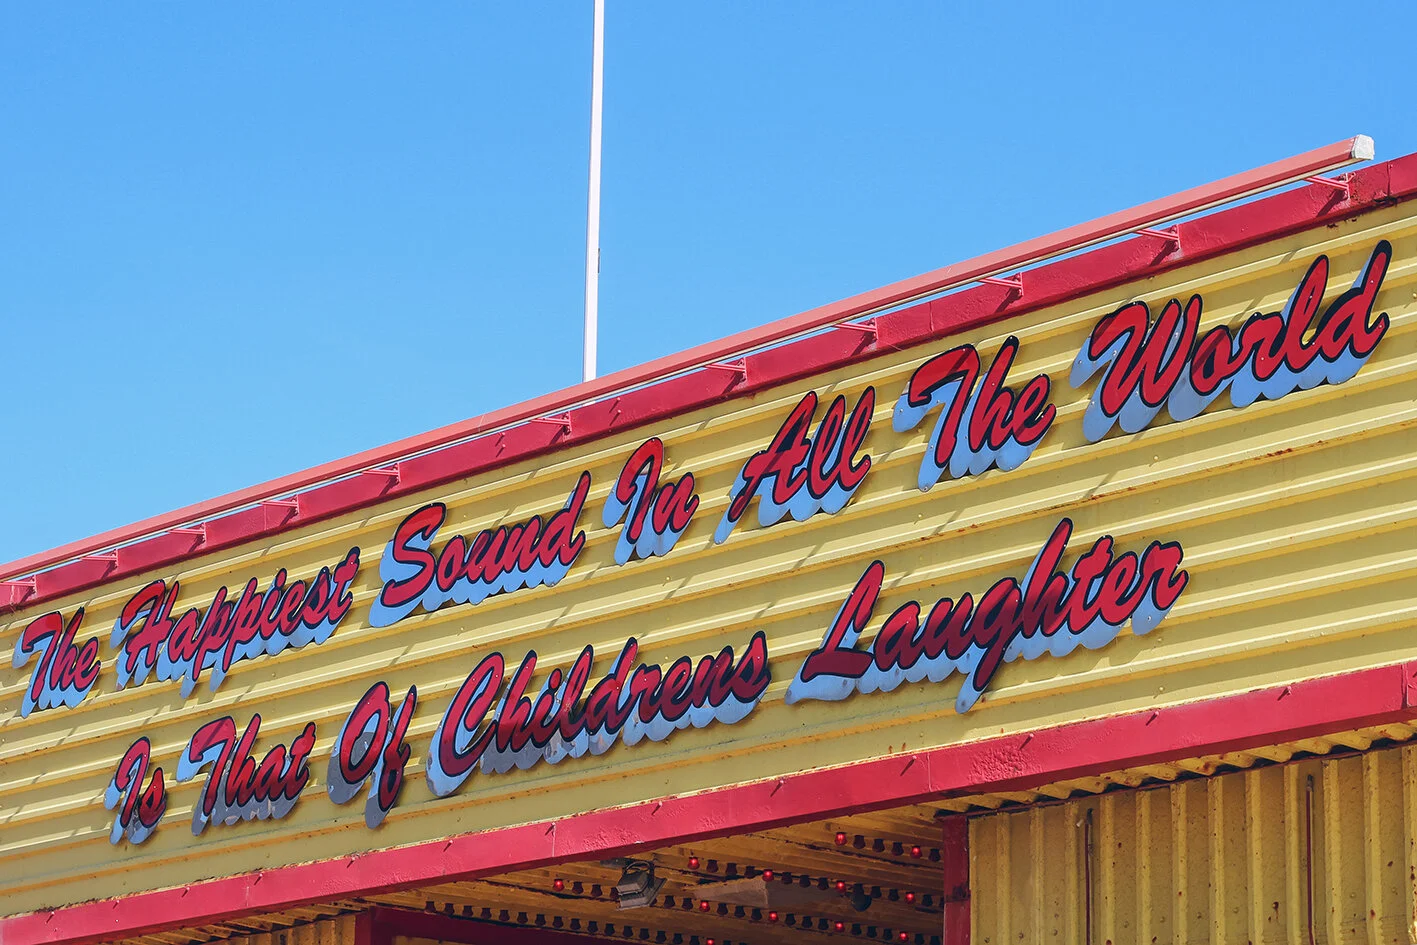 The Happiest Sound In All The World
Is That Of Childrens Laughter